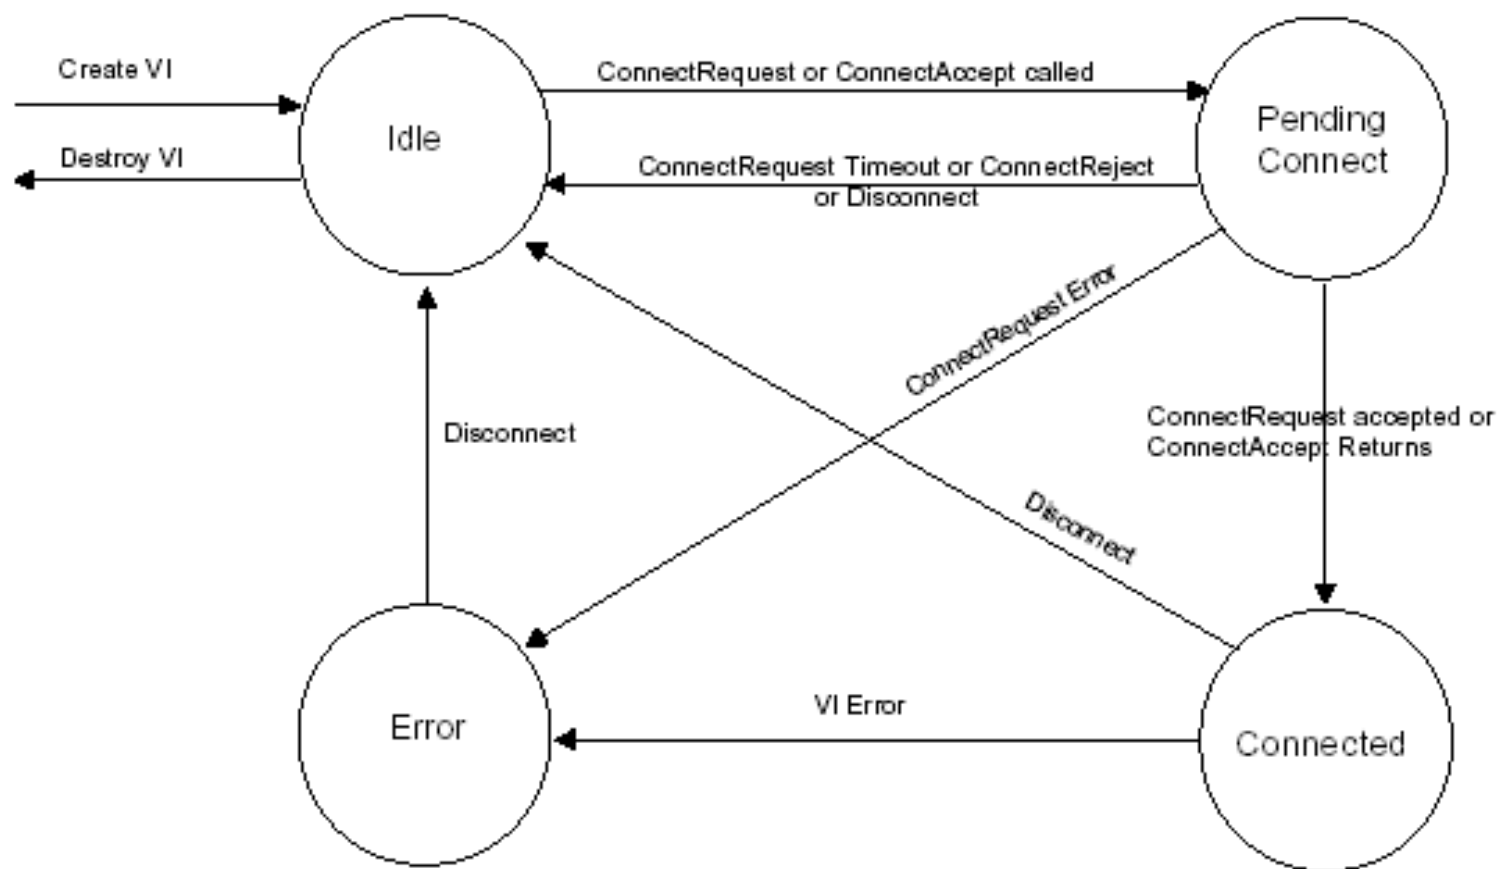 Create VI
ConnectRequest or ConnectAccept called
Idle
Pending
Connect
Destroy VI
ConnectRequest Timeout or ConnectReject
or Disconnect
ConnectRequest Error
Disconnect
ConnectRequest accepted or
ConnectAccept Returns
Disconnect
VI Error
Error
Connected